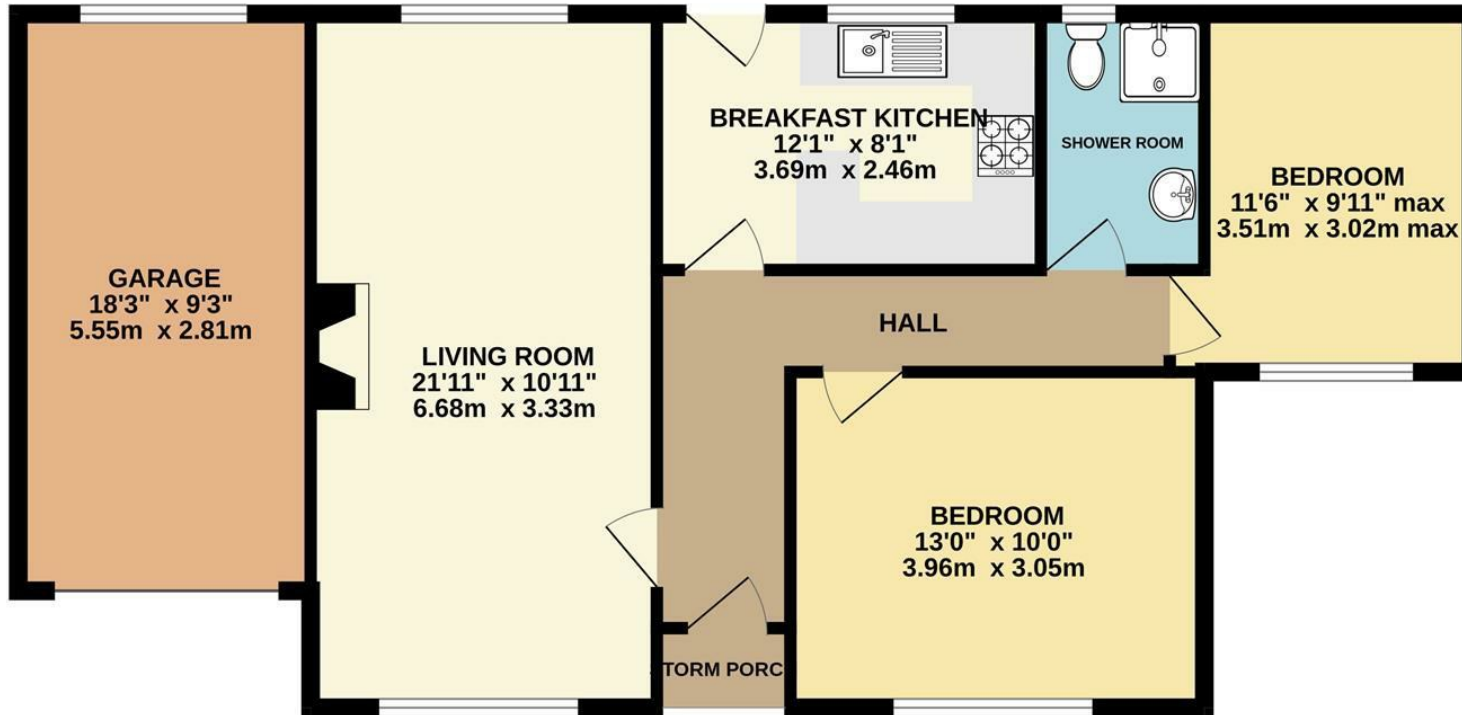 BREAKFAST KITCHEN
12'1" x 8'1"
3.69m x 2.46m
SHOWER ROOM
BEDROOM
11'6" x 9'11" max
3.51m x 3.02m max
GARAGE
18'3" x 9'3"
5.55m x 2.81m
HALL
LIVING ROOM
21'11" x 10'11"
6.68m x 3.33m
BEDROOM
13'0" x 10'0"
3.96m x 3.05m
TORM PORC